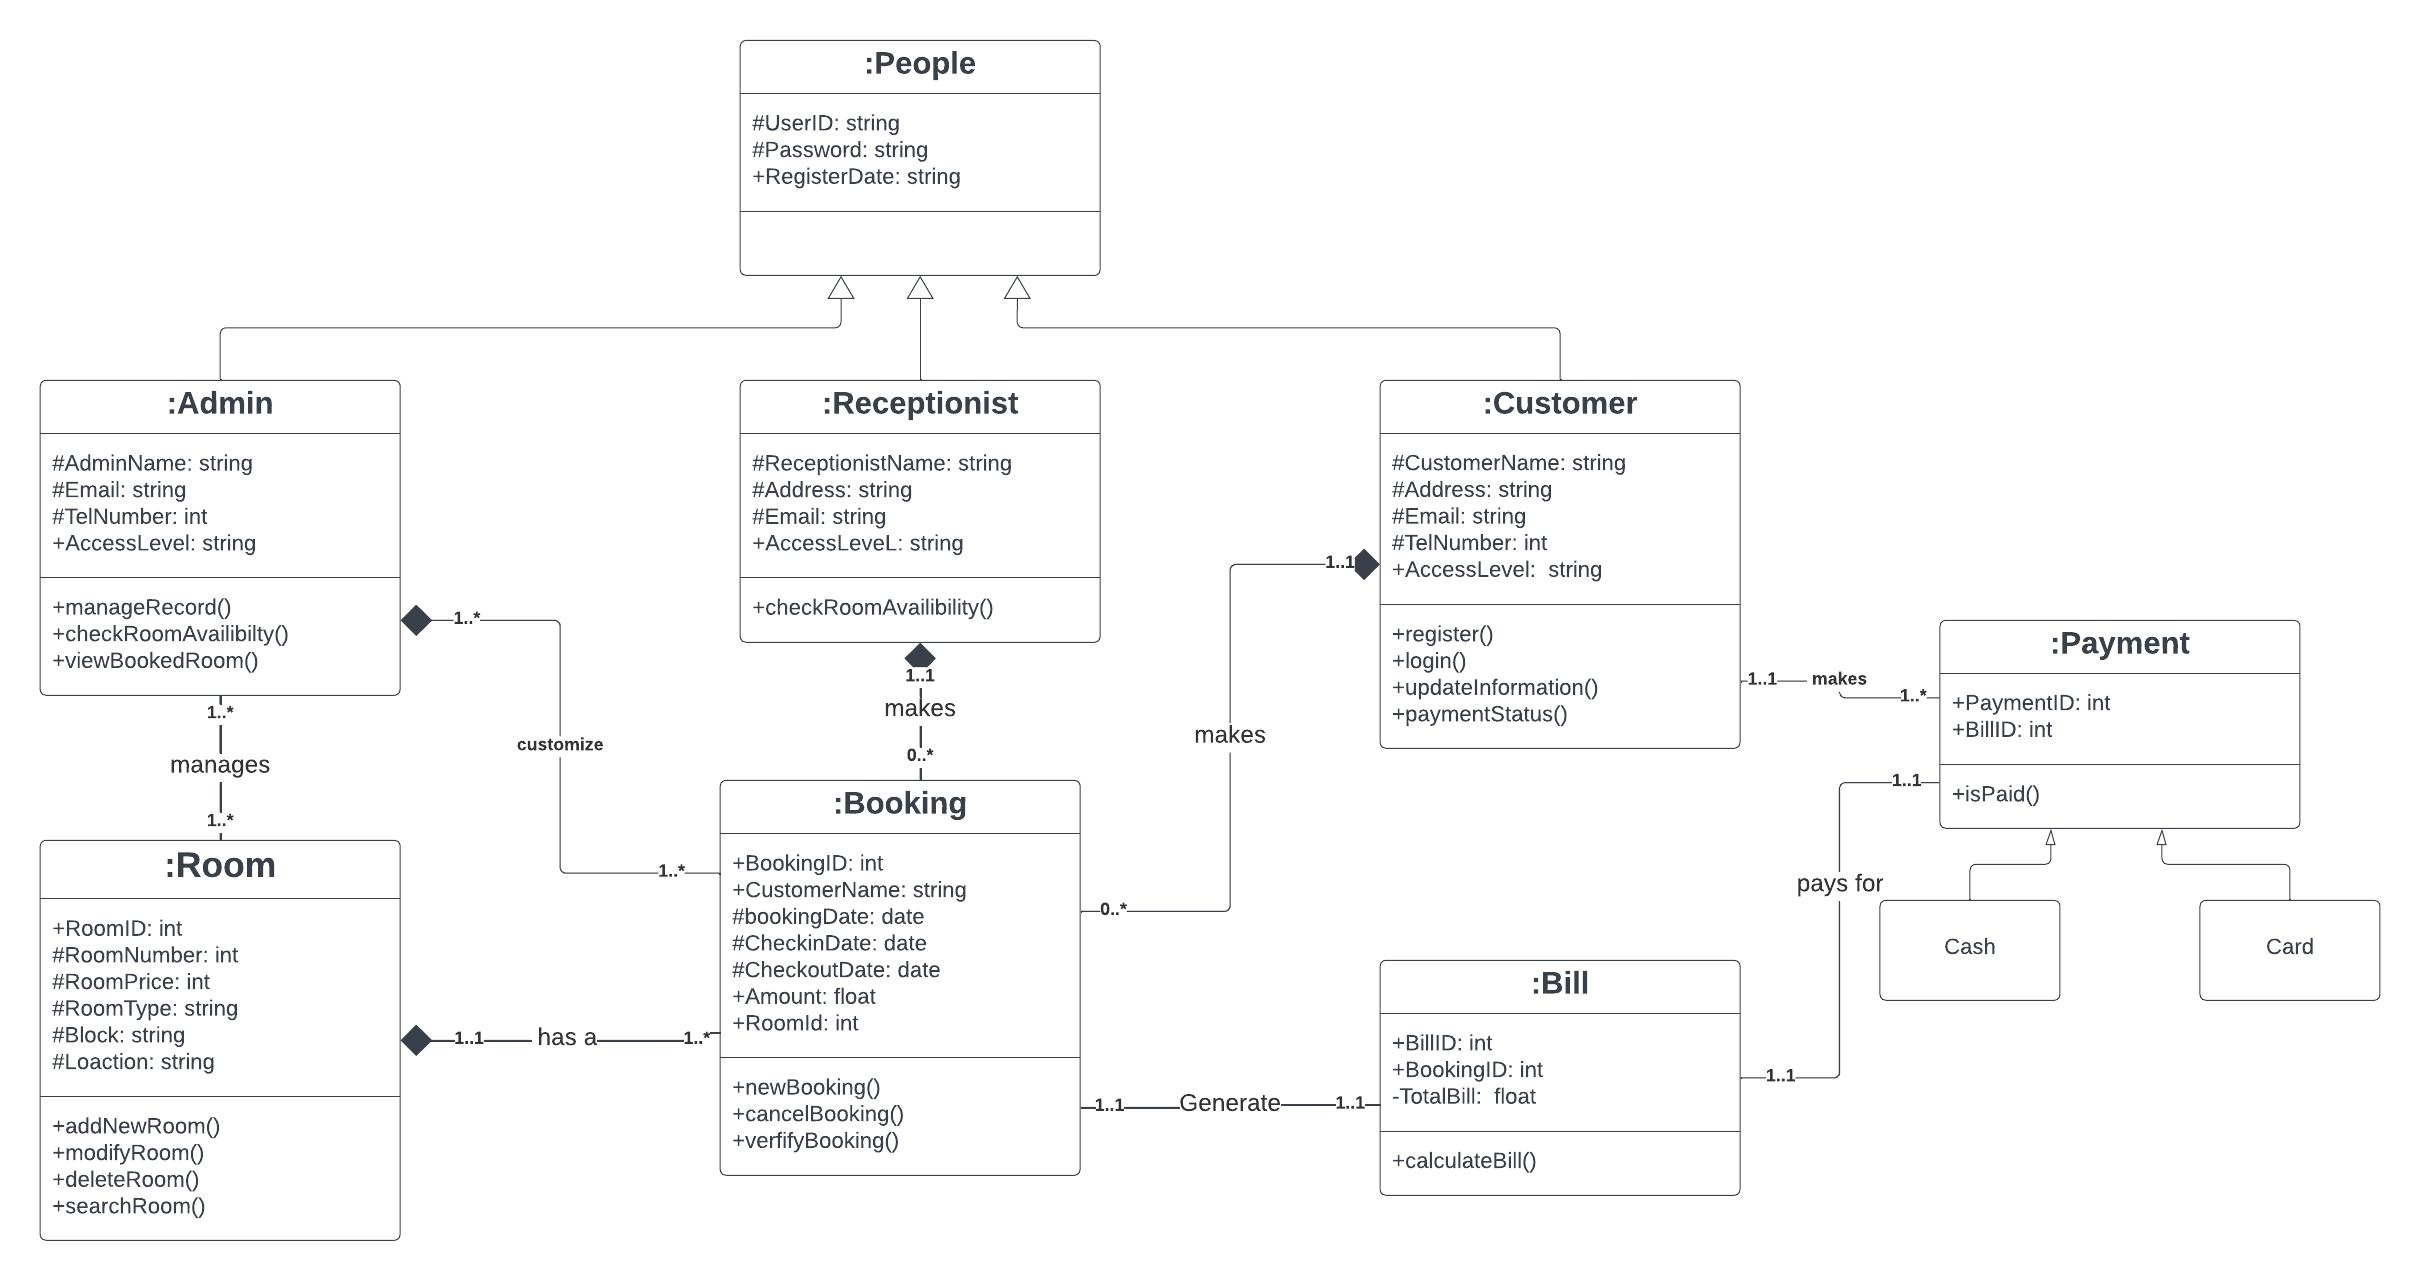 :People
#UserID: string
#Password: string
+RegisterDate: string
:Admin
#AdminName: string
#Email: string
#TelNumber: int
+AccessLevel: string
+manageRecord()
+checkRoomAvailibilty()
+viewBookedRoom()
:Receptionist
#ReceptionistName: string
#Address: string
#Email: string
+AccessLeveL: string
+checkRoomAvailibility()
:Customer
#CustomerName: string
#Address: string
#Email: string
#TelNumber: int
+AccessLevel:  string
+register()
+login()
+updateInformation()
+paymentStatus()
1..*
customize
1..*
1..1
makes
0..*
1..1
makes
0..*
1..1
makes
1..*
:Payment
+PaymentID: int
+BillID: int
+isPaid()
1..*
manages
1..*
:Room
+RoomID: int
#RoomNumber: int
#RoomPrice: int
#RoomType: string
#Block: string
#Loaction: string
+addNewRoom()
+modifyRoom()
+deleteRoom()
+searchRoom()
1..1
has a
1..*
:Booking
+BookingID: int
+CustomerName: string
#bookingDate: date
#CheckinDate: date
#CheckoutDate: date
+Amount: float
+RoomId: int
+newBooking()
+cancelBooking()
+verfifyBooking()
1..1
Generate
1..1
:Bill
+BillID: int
+BookingID: int
-TotalBill:  float
+calculateBill()
1..1
pays for
1..1
Cash
Card